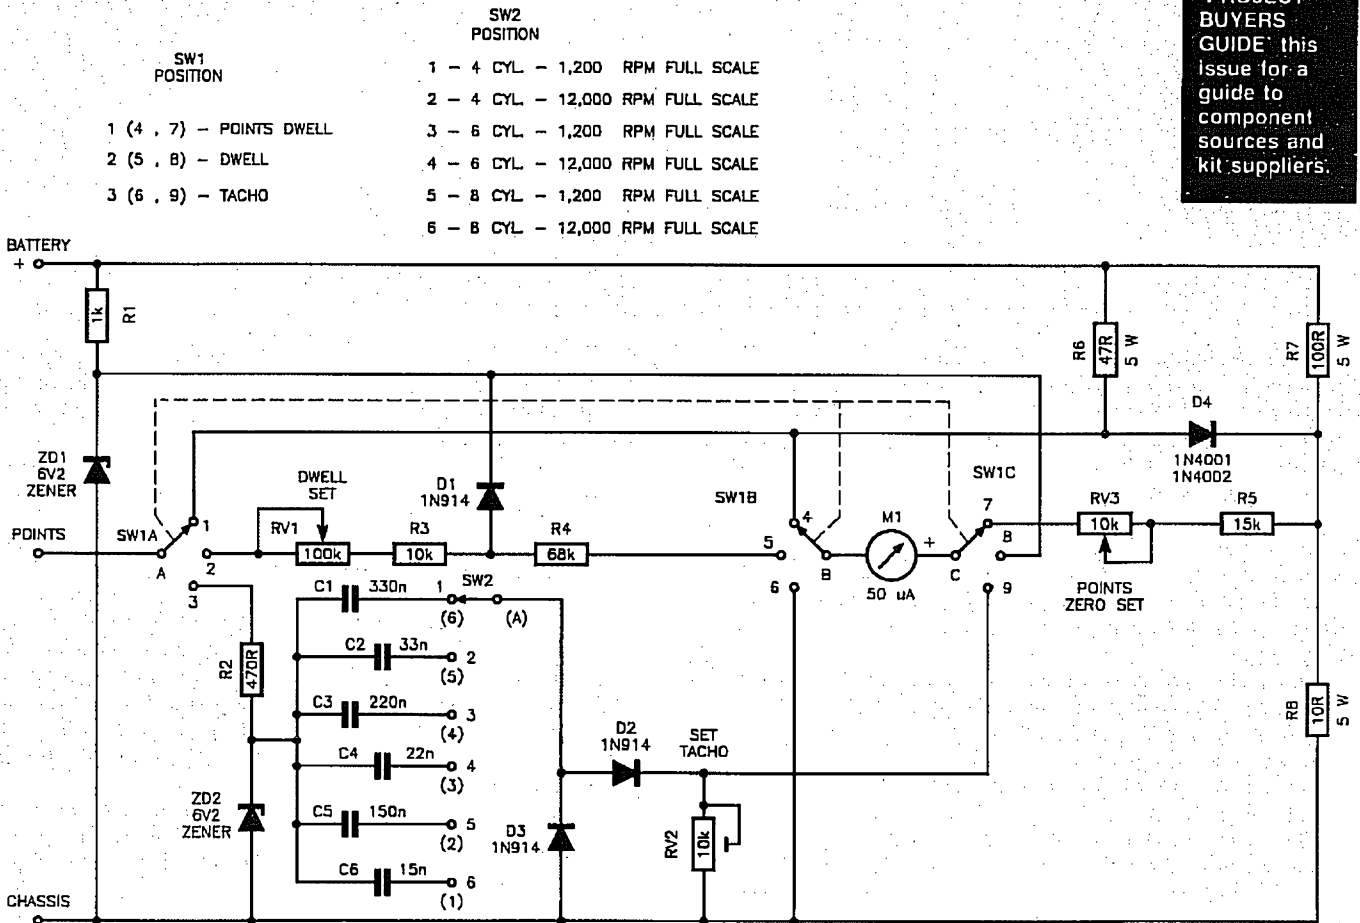 SW1
POSITION
1 (4 , 7) – POINTS DWELL
2 (5 , 8) – DWELL
3 (6 , 9) – TACHO
SW2
POSITION
1 – 4 CYL – 1,200 RPM FULL SCALE
2 – 4 CYL – 12,000 RPM FULL SCALE
3 – 6 CYL – 1,200 RPM FULL SCALE
4 – 6 CYL – 12,000 RPM FULL SCALE
5 – 8 CYL – 1,200 RPM FULL SCALE
6 – 8 CYL – 12,000 RPM FULL SCALE
BUYERS
GUIDE' this
issue for a
guide to
component
sources and
kit suppliers.
BATTERY
+
1k
R1
R6
47R
5 W
R7
100R
5 W
D4
1N4001
1N4002
ZD1
6V2
ZENER
DWELL
SET
D1
1N914
SW1B
SW1C
POINTS
SW1A
1
A
2
3
RV1
100k
R3
10k
R4
68k
4
5
6
B
M1
+
50 uA
C
7
8
9
RV3
10k
POINTS
ZERO SET
R5
15k
C1
330n
1
(6)
SW2
(A)
C2
33n
2
(5)
C3
220n
3
(4)
C4
22n
4
(3)
C5
150n
5
(2)
C6
15n
6
(1)
R2
470R
ZD2
6V2
ZENER
D2
1N914
SET
TACHO
D3
1N914
RV2
10k
R8
10R
5 W
CHASSIS